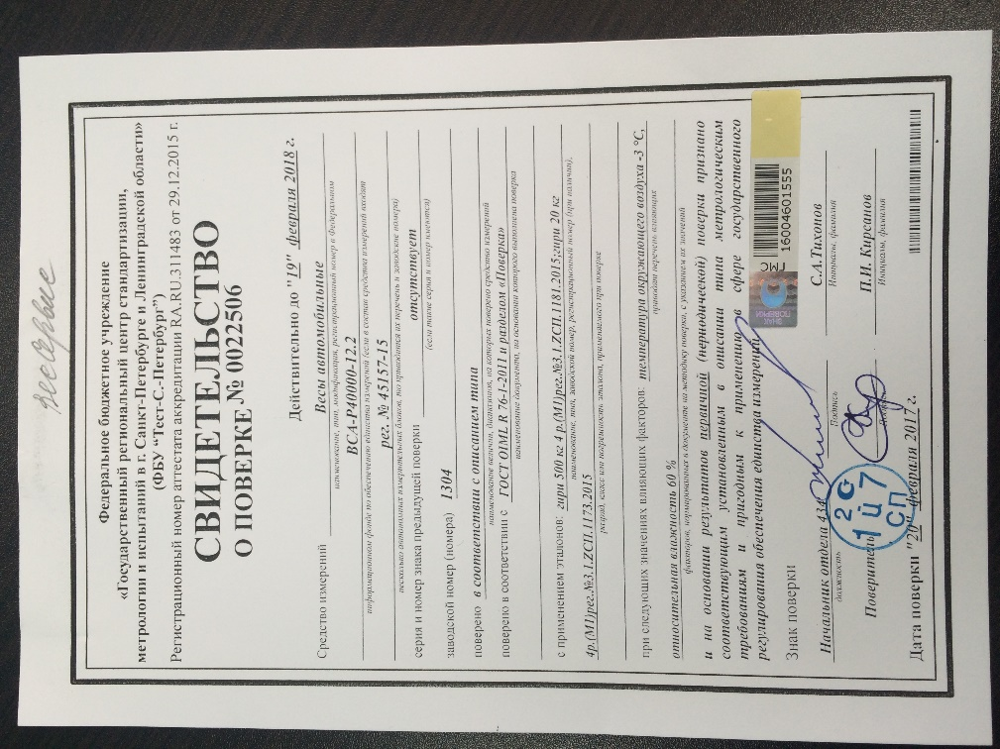 весервие
Федеральное бюджетное учреждение
«Государственный региональный центр стандартизации,
метрологии и испытаний в г. Санкт-Петербурге и Ленинградской области»
(ФБУ “Тест-С.-Петербург”)
Регистрационный номер аттестата аккредитации RA.RU.311483 от 29.12.2015 г.
СВИДЕТЕЛЬСТВО
О ПОВЕРКЕ № 0022506
Действительно до "19" февраля 2018 г.
Средство измерений Весы автомобильные
наименование, тип, модификация, регистрационный номер в Федеральном
ВСА-Р40000-12.2
информационном фонде по обеспечению единства измерений (если в состав средства измерений входят
рег. № 45157-15
несколько автономных измерительных блоков, то приводятся их перечень и заводские номера)
серия и номер знака предыдущей поверки отсутствует
(если такие серия и номер имеются)
заводской номер (номера) 1304
поверено в соответствии с описанием типа
наименование величин, диапазонов, на которых поверено средство измерений
поверено в соответствии с ГОСТ OIML R 76-1-2011 и разделом «Поверка»
наименование документа, на основании которого выполнена поверка
с применением эталонов: гири 500 кг 4 р.(М1)рег.№3.1.ZСП.1181.2015;гири 20 кг
наименование, тип, заводской номер, регистрационный номер (при наличии),
4р.(М1)рег.№3.1.ZСП.1173.2015
разряд, класс или погрешность эталона, применяемого при поверке
при следующих значениях влияющих факторов: температура окружающего воздуха -3 °С,
приводят перечень влияющих
относительная влажность 60 %
факторов, нормированных в документе на методику поверки, с указанием их значений
и на основании результатов первичной (периодической) поверки признано
соответствующим установленным в описании типа метрологическим
требованиям и пригодным к применению в сфере государственного
регулирования обеспечения единства измерений.
Знак поверки
ЗНАК ПОВЕРКИ
ГМС
16004601555
Начальник отдела 434 С.А.Тихонов
должность Подпись Инициалы, фамилия
Поверитель П.И. Кирсанов
Подпись Инициалы, фамилия
2 С
1 й 7
СП
Дата поверки "20" февраля 2017 г.